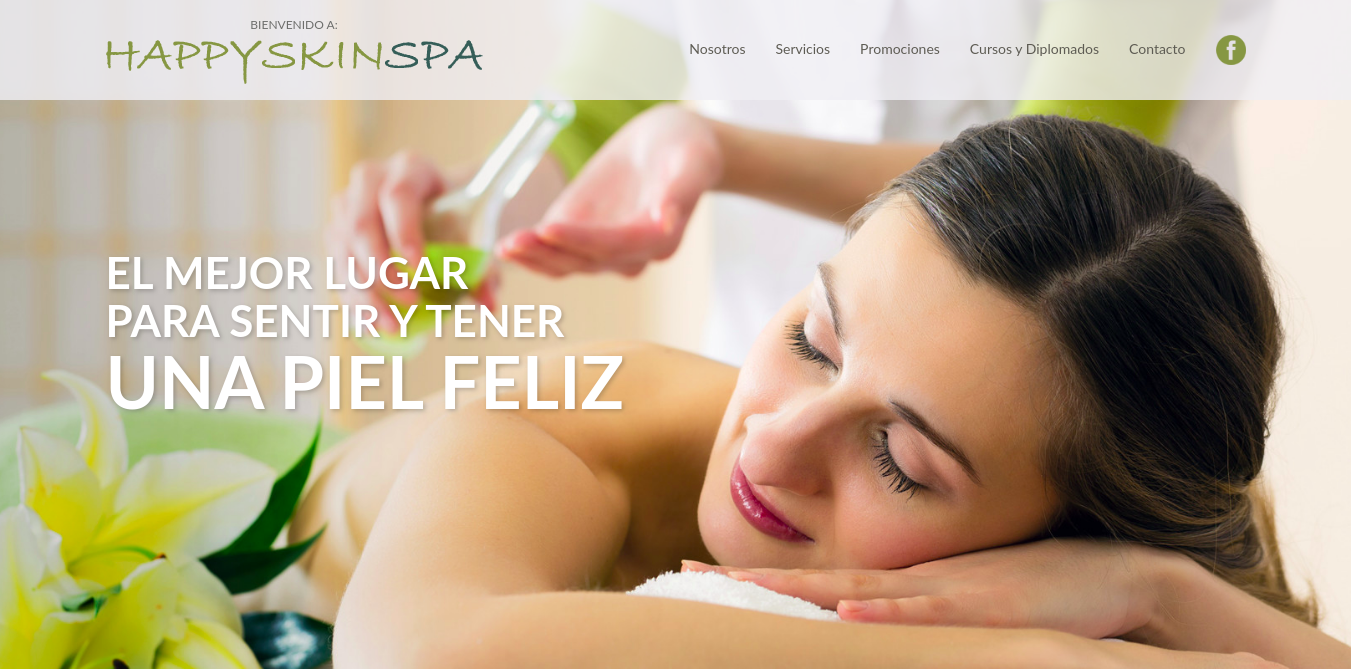 BIENVENIDO A:
HAPPYSKINSPA
Nosotros Servicios Promociones Cursos y Diplomados Contacto
EL MEJOR LUGAR
PARA SENTIR Y TENER
UNA PIEL FELIZ